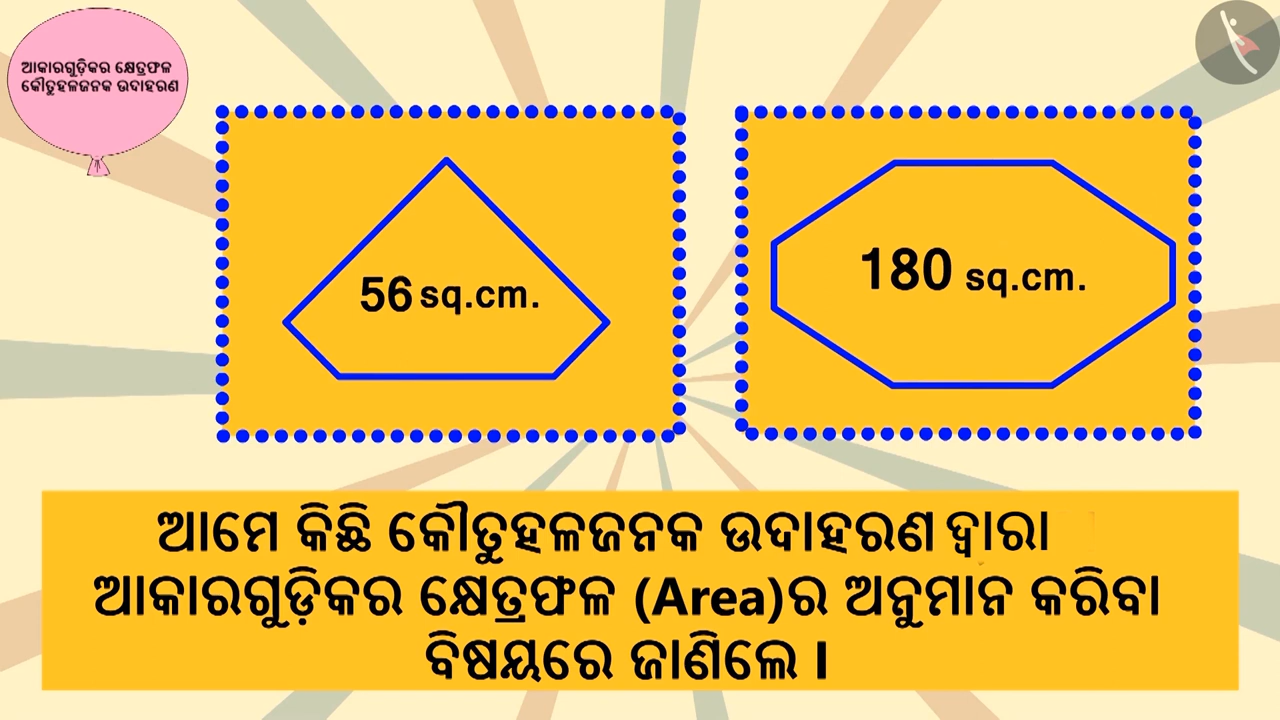 ଆକାରଗୁଡ଼ିକର କ୍ଷେତ୍ରଫଳ
କୌତୁହଳଜନକ ଉଦାହରଣ
56 sq.cm.
180 sq.cm.
ଆମେ କିଛି କୌତୁହଳଜନକ ଉଦାହରଣ ଦ୍ୱାରା
ଆକାରଗୁଡ଼ିକର କ୍ଷେତ୍ରଫଳ (Area)ର ଅନୁମାନ କରିବା
ବିଷୟରେ ଜାଣିଲେ ।